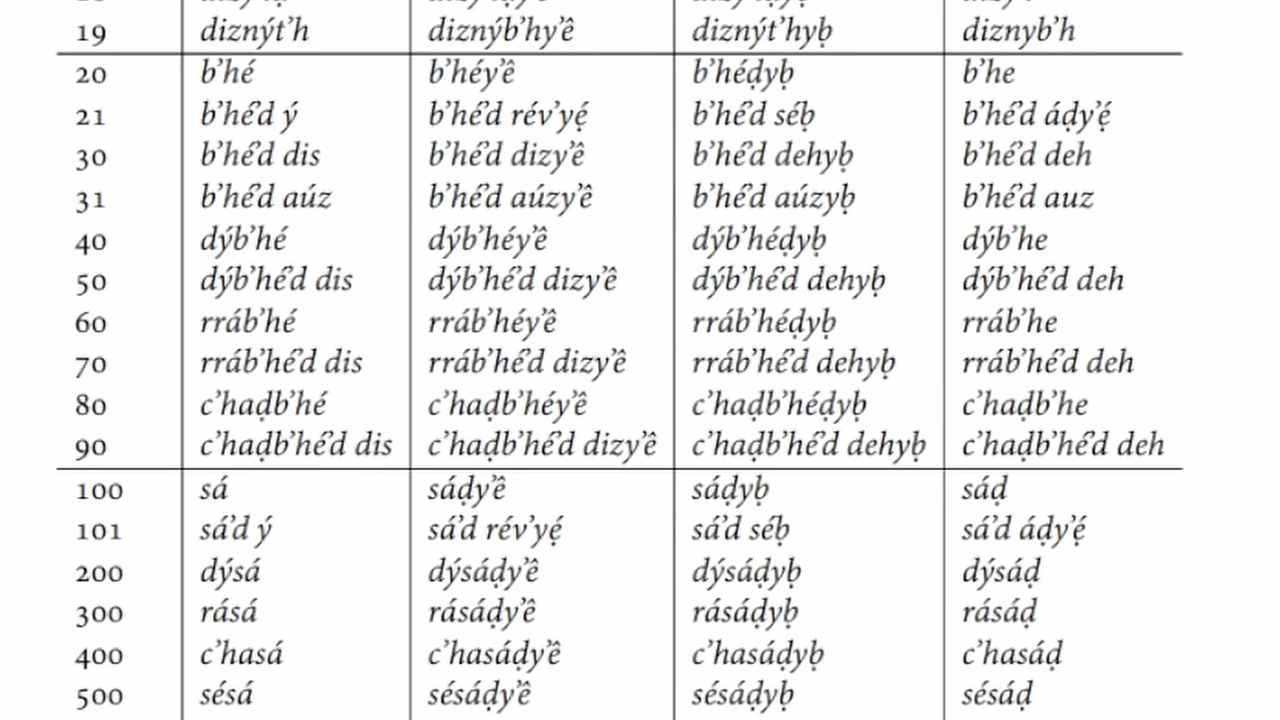 19 diznýt’h diznýb’hy’ê diznýt’hyḅ diznyb’h
20 b’hé b’héy’ê b’héḍyḅ b’he
21 b’hé’d ý b’hé’d rév’yẹ́ b’hé’d séḅ b’hé’d áḍy’ẹ́
30 b’hé’d dis b’hé’d dizy’ê b’hé’d dehyḅ b’hé’d deh
31 b’hé’d aúz b’hé’d aúzy’ê b’hé’d aúzyḅ b’hé’d auz
40 dýb’hé dýb’héy’ê dýb’héḍyḅ dýb’he
50 dýb’hé’d dis dýb’hé’d dizy’ê dýb’hé’d dehyḅ dýb’hé’d deh
60 rráb’hé rráb’héy’ê rráb’héḍyḅ rráb’he
70 rráb’hé’d dis rráb’hé’d dizy’ê rráb’hé’d dehyḅ rráb’hé’d deh
80 c’haḍb’hé c’haḍb’héy’ê c’haḍb’héḍyḅ c’haḍb’he
90 c’haḍb’hé’d dis c’haḍb’hé’d dizy’ê c’haḍb’hé’d dehyḅ c’haḍb’hé’d deh
100 sá sáḍy’ê sáḍyḅ sáḍ
101 sá’d ý sá’d rév’yẹ́ sá’d séḅ sá’d áḍy’ẹ́
200 dýsá dýsáḍy’ê dýsáḍyḅ dýsáḍ
300 rásá rásáḍy’ê rásáḍyḅ rásáḍ
400 c’hasá c’hasáḍy’ê c’hasáḍyḅ c’hasáḍ
500 sésá sésáḍy’ê sésáḍyḅ sésáḍ